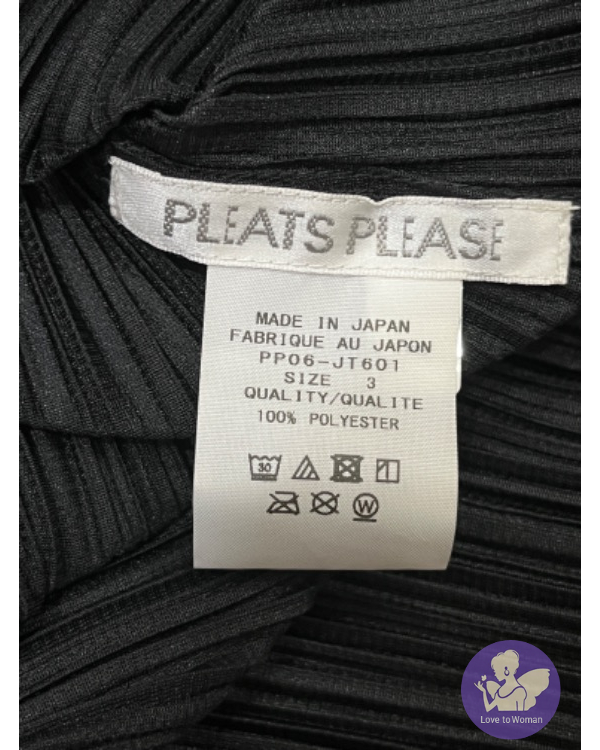 PLEATS PLEASE
MADE IN JAPAN
FABRIQUE AU JAPON
PP06-JT601
SIZE 3
QUALITY/QUALITE
100% POLYESTER
30
W
Love to Woman